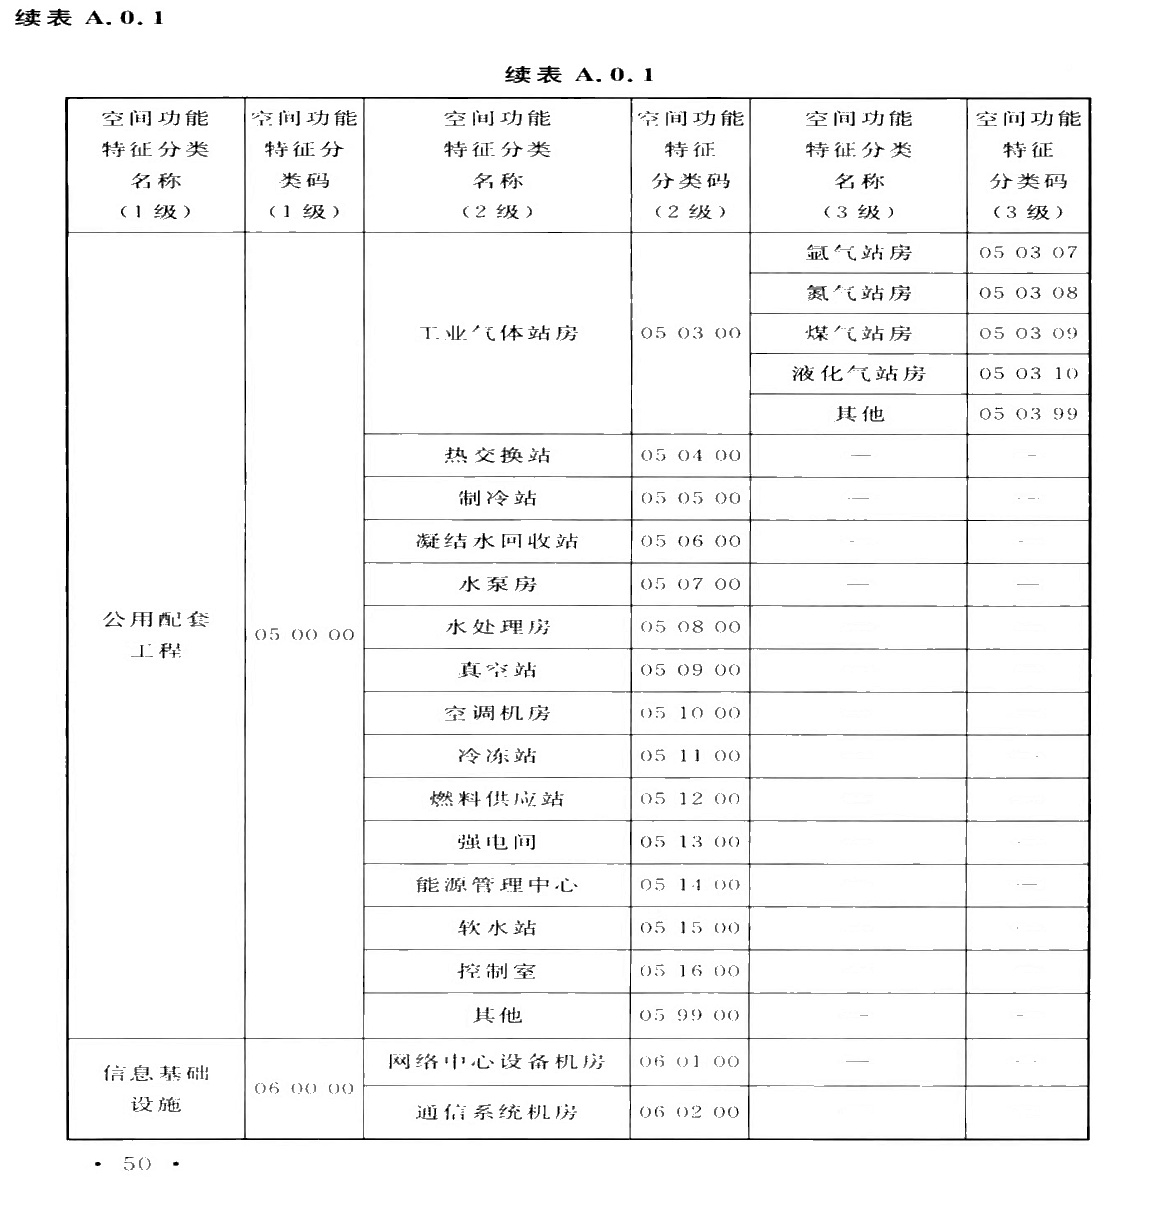 续表 A.0.1
续表 A.0.1
空间功能 空间功能 空间功能 空间功能 空间功能 空间功能
特征分类 特征分 特征分类 特征 特征分类 特征
名称 类码 名称 分类码 名称 分类码
(1级) (1级) (2级) (2级) (3级) (3级)
氩气站房 05 03 07
氮气站房 05 03 08
工业气体站房 05 03 00 煤气站房 05 03 09
液化气站房 05 03 10
其他 05 03 99
热交换站 05 04 00 — -
制冷站 05 05 00 — -
凝结水回收站 05 06 00 - -
水泵房 05 07 00 — —
公用配套
工程 05 00 00
水处理房 05 08 00
真空站 05 09 00
空调机房 05 10 00
冷冻站 05 11 00
燃料供应站 05 12 00
强电间 05 13 00
能源管理中心 05 14 00 —
软水站 05 15 00
控制室 05 16 00
其他 05 99 00 - -
信息基础
设施 06 00 00
网络中心设备机房 06 01 00 — -
通信系统机房 06 02 00
• 50 •